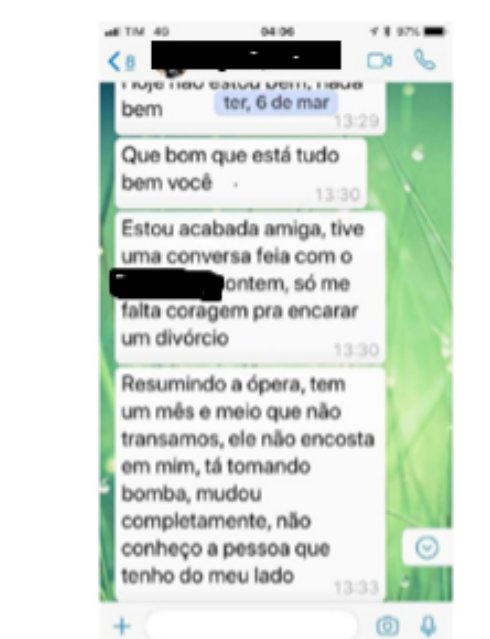 TIM 4G 04:06 97%
8
Hoje não estou bem, nada
bem
ter, 6 de mar
13:29
Que bom que está tudo
bem você
13:30
Estou acabada amiga, tive
uma conversa feia com o
ontem, só me
falta coragem pra encarar
um divórcio
13:30
Resumindo a ópera, tem
um mês e meio que não
transamos, ele não encosta
em mim, tá tomando
bomba, mudou
completamente, não
conheço a pessoa que
tenho do meu lado
13:33